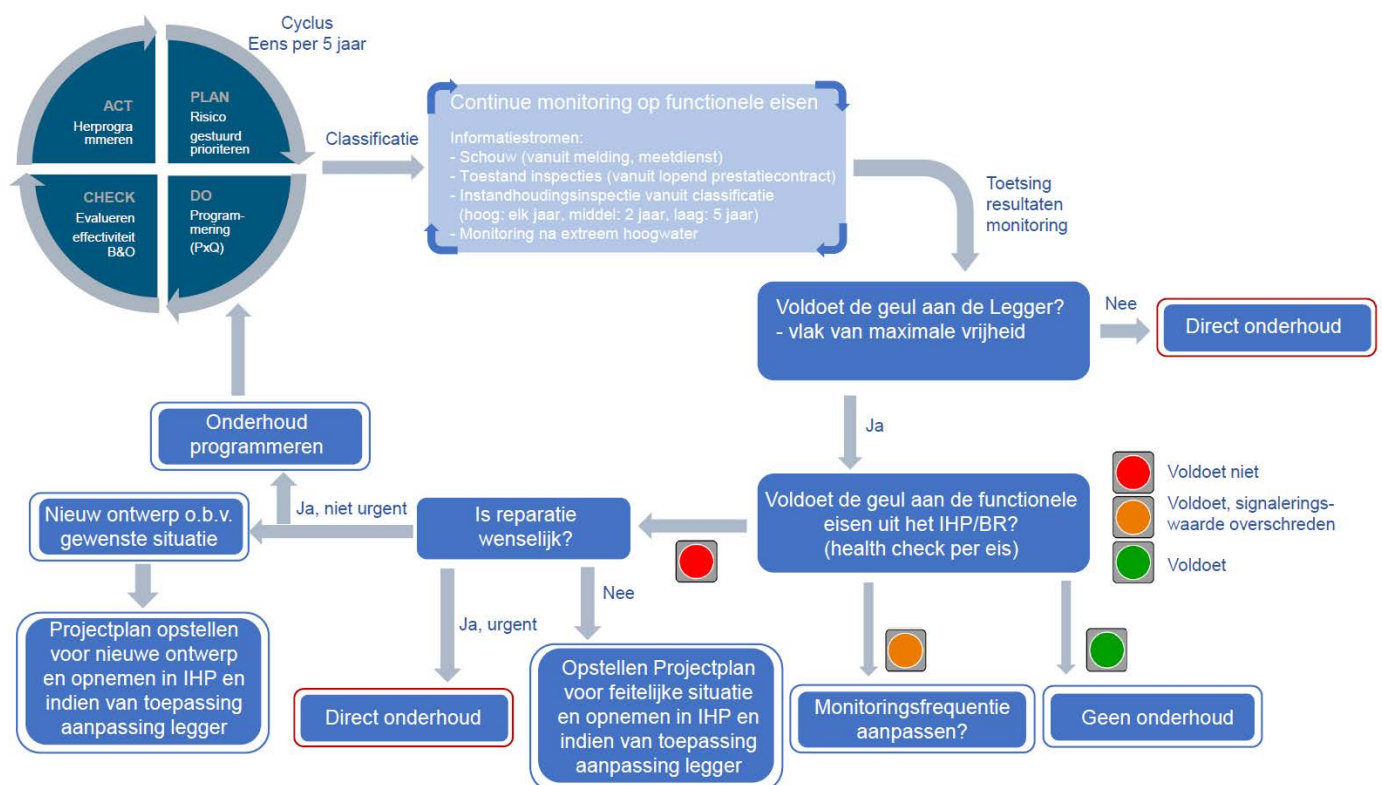 Cyclus
Eens per 5 jaar
ACT
Herprogra
mmeren
PLAN
Risico
gestuurd
prioriteren
CHECK
Evalueren
effectiviteit
B&O
DO
Program-
mering
(PxQ)
Classificatie
Continue monitoring op functionele eisen
Informatiestromen:
- Schouw (vanuit melding, meetdienst)
- Toestand inspecties (vanuit lopend prestatiecontract)
- Instandhoudingsinspectie vanuit classificatie
(hoog: elk jaar, middel: 2 jaar, laag: 5 jaar)
- Monitoring na extreem hoogwater
Toetsing
resultaten
monitoring
Voldoet de geul aan de Legger?
- vlak van maximale vrijheid
Nee
Direct onderhoud
Ja
Voldoet de geul aan de functionele
eisen uit het IHP/BR?
(health check per eis)
Voldoet niet
Voldoet, signalerings-
waarde overschreden
Voldoet
Onderhoud
programmeren
Nieuw ontwerp o.b.v.
gewenste situatie
Ja, niet urgent
Is reparatie
wenselijk?
Nee
Ja, urgent
Projectplan opstellen
voor nieuwe ontwerp
en opnemen in IHP en
indien van toepassing
aanpassing legger
Direct onderhoud
Opstellen Projectplan
voor feitelijke situatie
en opnemen in IHP en
indien van toepassing
aanpassing legger
Monitoringsfrequentie
aanpassen?
Geen onderhoud